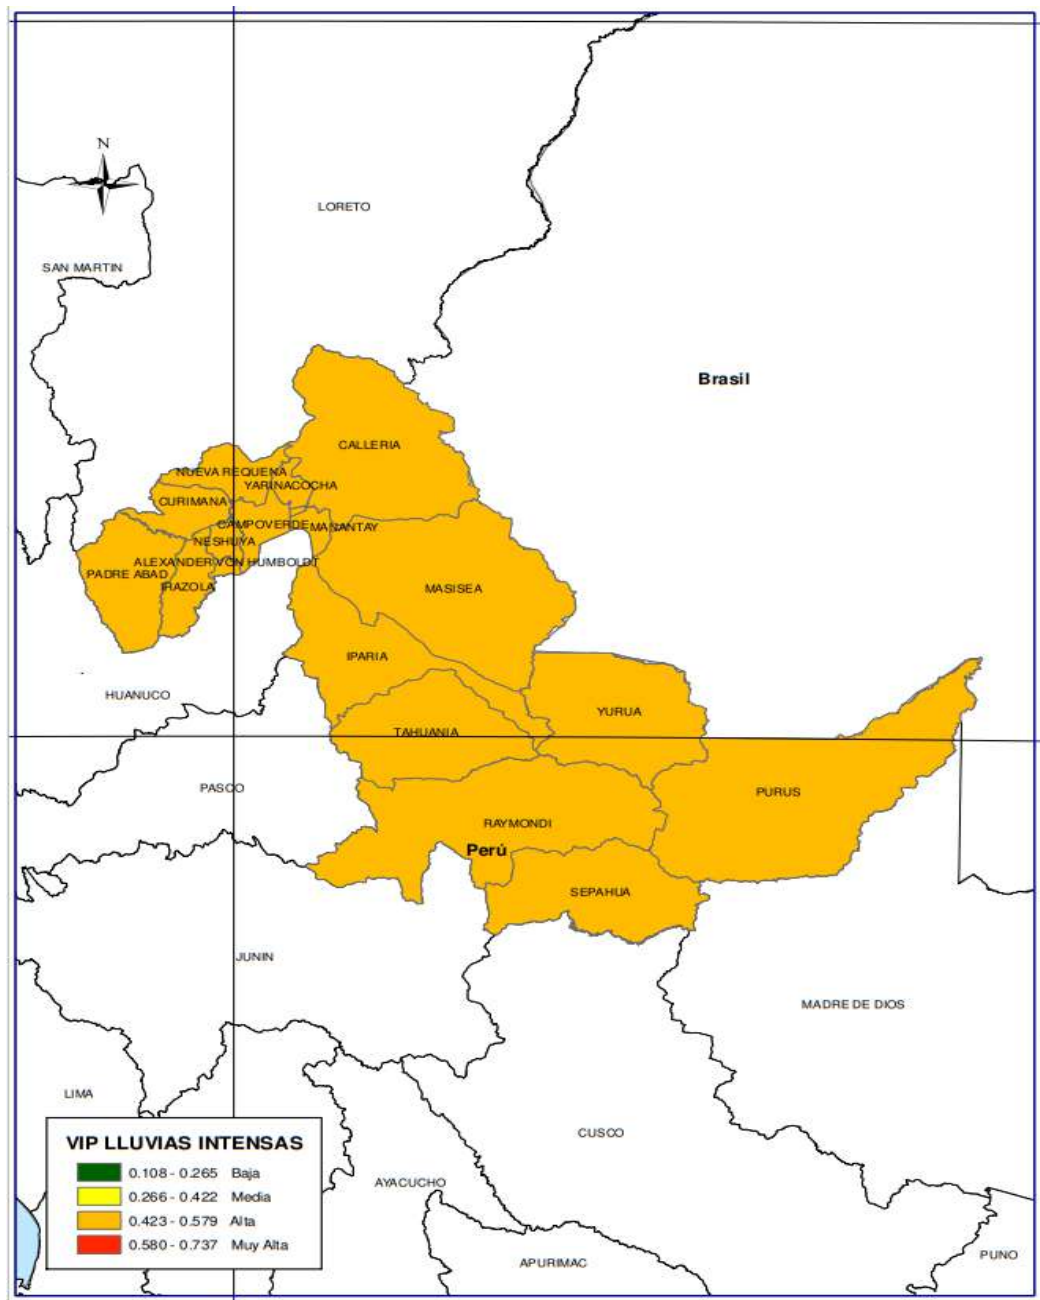 N
LORETO
SAN MARTIN
Brasil
CALLERIA
NUEVA REQUENA
YARINACOCHA
CURIMANA
CAMPOVERDE
MANANTAY
NESHUYA
ALEXANDER VON HUMBOLDT
PADRE ABAD
IRAZOLA
MASISEA
IPARIA
HUANUCO
YURUA
TAHUANIA
PASCO
PURUS
RAYMONDI
Perú
SEPAHUA
JUNIN
MADRE DE DIOS
LIMA
CUSCO
VIP LLUVIAS INTENSAS
0.108 - 0.265 Baja
0.266 - 0.422 Media
0.423 - 0.579 Alta
0.580 - 0.737 Muy Alta
AYACUCHO
APURIMAC
PUNO